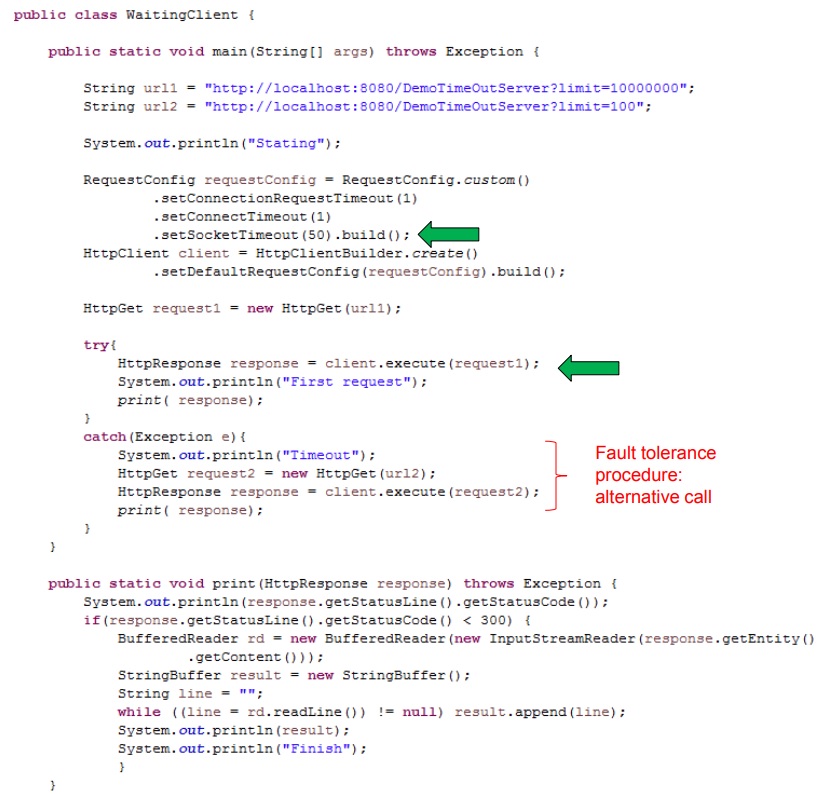 public class WaitingClient {
public static void main(String[] args) throws Exception {
String url1 = "http://localhost:8080/DemoTimeOutServer?limit=10000000";
String url2 = "http://localhost:8080/DemoTimeOutServer?limit=100";
System.out.println("Stating");
RequestConfig requestConfig = RequestConfig.custom()
.setConnectionRequestTimeout(1)
.setConnectTimeout(1)
.setSocketTimeout(50).build();
HttpClient client = HttpClientBuilder.create()
.setDefaultRequestConfig(requestConfig).build();
HttpGet request1 = new HttpGet(url1);
try{
HttpResponse response = client.execute(request1);
System.out.println("First request");
print( response);
}
catch(Exception e){
System.out.println("Timeout");
HttpGet request2 = new HttpGet(url2);
HttpResponse response = client.execute(request2);
print( response);
}
}
Fault tolerance
procedure:
alternative call
public static void print(HttpResponse response) throws Exception {
System.out.println(response.getStatusLine().getStatusCode());
if(response.getStatusLine().getStatusCode() < 300) {
BufferedReader rd = new BufferedReader(new InputStreamReader(response.getEntity()
.getContent()));
StringBuffer result = new StringBuffer();
String line = "";
while ((line = rd.readLine()) != null) result.append(line);
System.out.println(result);
System.out.println("Finish");
}
}